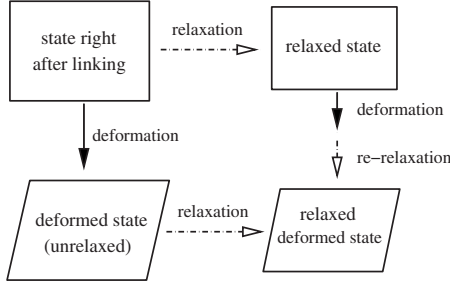 state right
after linking
relaxation
relaxed state
deformation
deformation
re-relaxation
deformed state
(unrelaxed)
relaxation
relaxed
deformed state